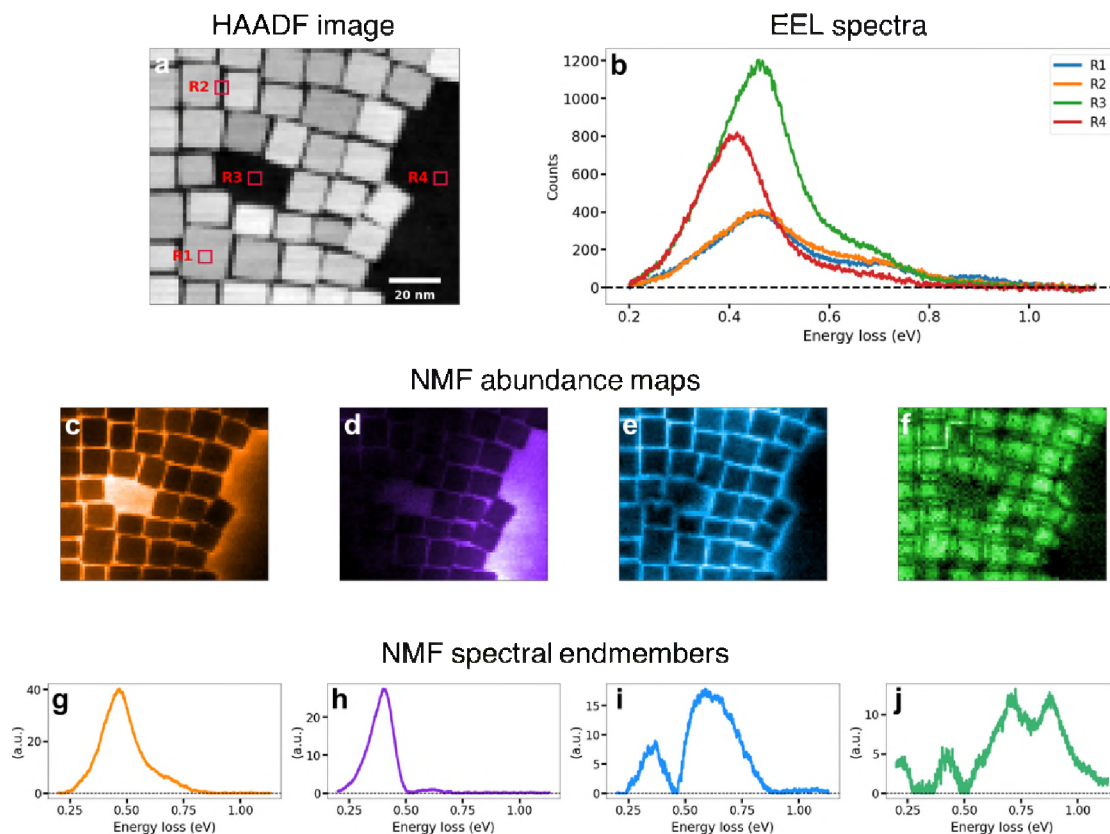 HAADF image
EEL spectra
a
R2
R3
R4
R1
20 nm
b
1200
1000
800
600
400
200
0
Counts
0.2
0.4
0.6
0.8
1.0
Energy loss (eV)
R1
R2
R3
R4
NMF abundance maps
c
d
e
f
NMF spectral endmembers
g
40
20
0
(a.u.)
0.25
0.50
0.75
1.00
Energy loss (eV)
h
20
10
0
(a.u.)
0.25
0.50
0.75
1.00
Energy loss (eV)
i
15
10
5
0
(a.u.)
0.25
0.50
0.75
1.00
Energy loss (eV)
j
10
5
0
(a.u.)
0.25
0.50
0.75
1.00
Energy loss (eV)